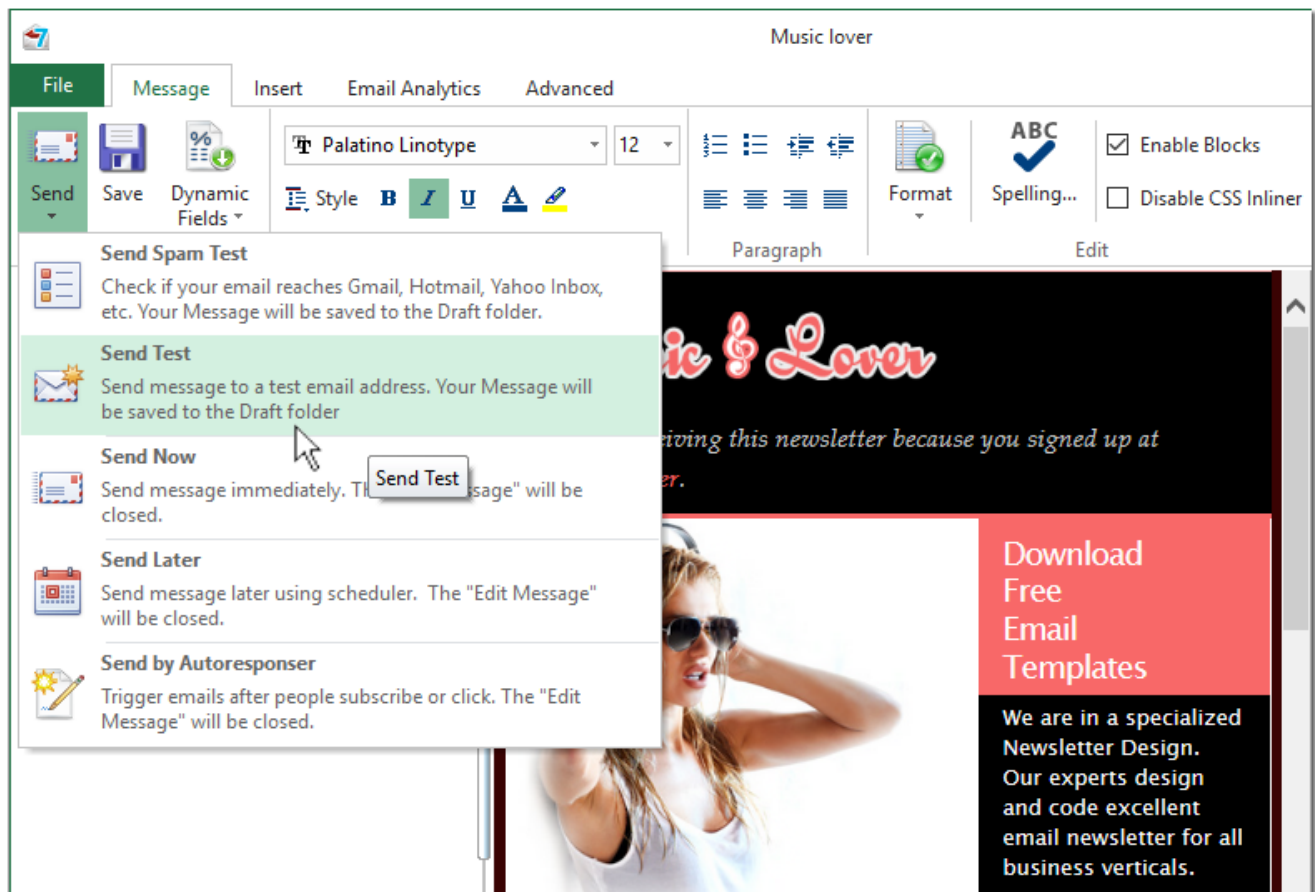 Music lover
File Message Insert Email Analytics Advanced
Palatino Linotype 12
Send Save Dynamic Fields
Style B I U A
Format
ABC
Spelling...
Enable Blocks
Disable CSS Inliner
Paragraph
Edit
Send Spam Test
Check if your email reaches Gmail, Hotmail, Yahoo Inbox,
etc. Your Message will be saved to the Draft folder.
Send Test
Send message to a test email address. Your Message will
be saved to the Draft folder
Send Now
Send message immediately. ssage" will be
closed.
Send Test
Send Later
Send message later using scheduler. The "Edit Message"
will be closed.
Send by Autoresponser
Trigger emails after people subscribe or click. The "Edit
Message" will be closed.
ic Lover
eiving this newsletter because you signed up at
er.
Download
Free
Email
Templates
We are in a specialized
Newsletter Design.
Our experts design
and code excellent
email newsletter for all
business verticals.